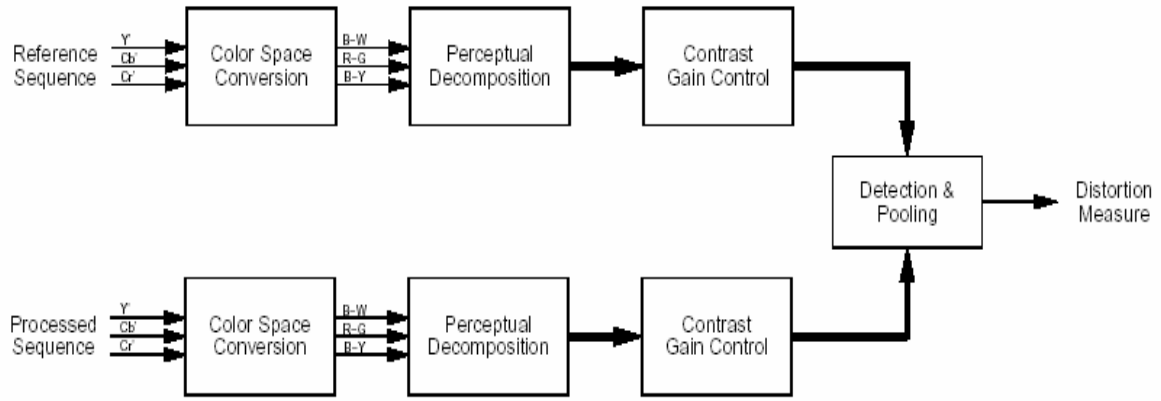 Reference
Sequence
Y'
Cb'
Cr'
Color Space
Conversion
B-W
R-G
B-Y
Perceptual
Decomposition
Contrast
Gain Control
Detection &
Pooling
Distortion
Measure
Processed
Sequence
Y'
Cb'
Cr'
Color Space
Conversion
B-W
R-G
B-Y
Perceptual
Decomposition
Contrast
Gain Control